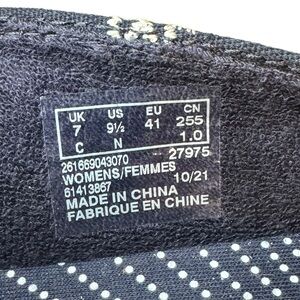 UK US EU CN
7 9½ 41 255
C N 1.0
261669043070 27975
WOMENS/FEMMES
61413867 10/21
MADE IN CHINA
FABRIQUE EN CHINE